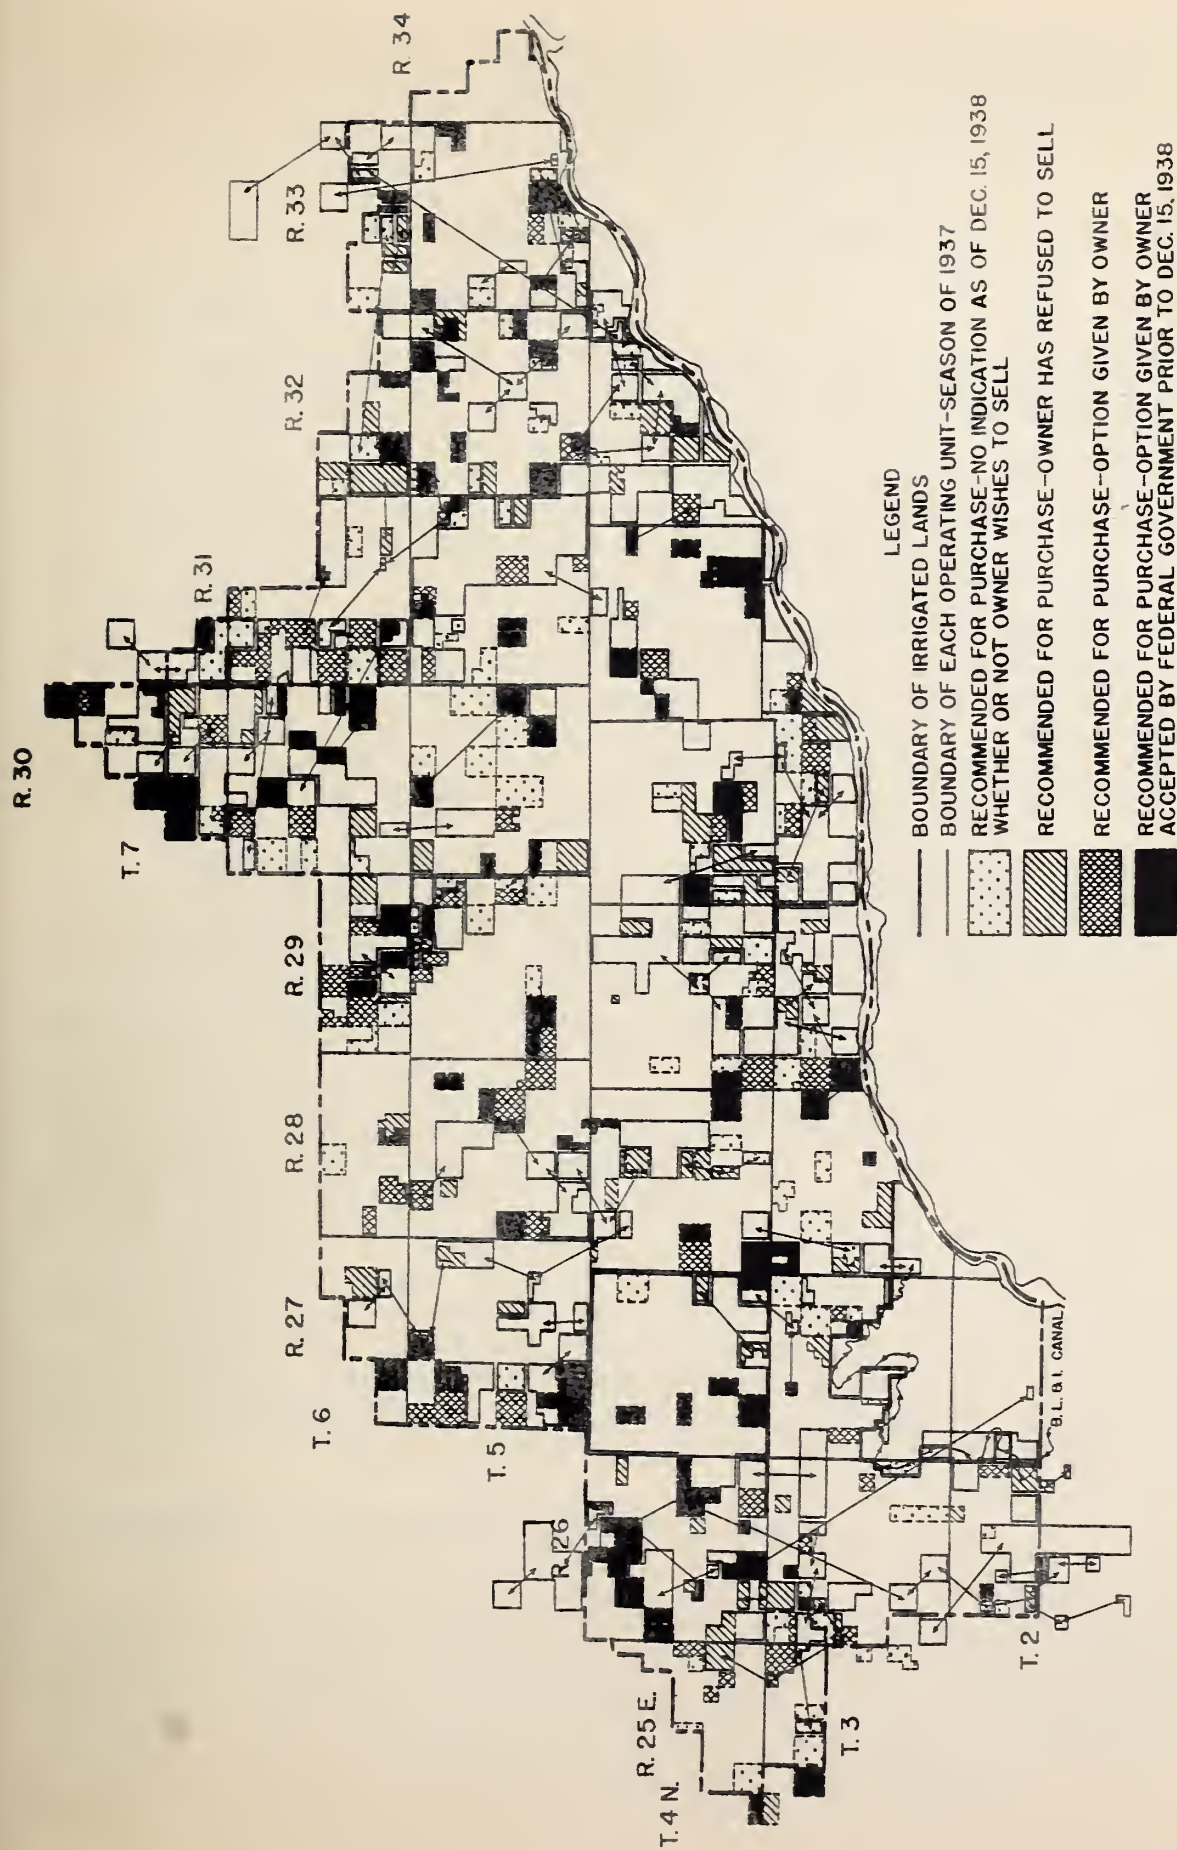 R. 30
R. 34
R. 33
R. 32
R. 31
T. 7
R. 29
R. 28
R. 27
T. 6
T. 5
R. 26
R. 25 E.
T. 4 N.
T. 3
T. 2
B.L. & I. CANAL
LEGEND
BOUNDARY OF IRRIGATED LANDS
BOUNDARY OF EACH OPERATING UNIT-SEASON OF 1937
RECOMMENDED FOR PURCHASE-NO INDICATION AS OF DEC. 15, 1938
WHETHER OR NOT OWNER WISHES TO SELL
RECOMMENDED FOR PURCHASE-OWNER HAS REFUSED TO SELL
RECOMMENDED FOR PURCHASE-OPTION GIVEN BY OWNER
RECOMMENDED FOR PURCHASE-OPTION GIVEN BY OWNER
ACCEPTED BY FEDERAL GOVERNMENT PRIOR TO DEC. 15, 1938